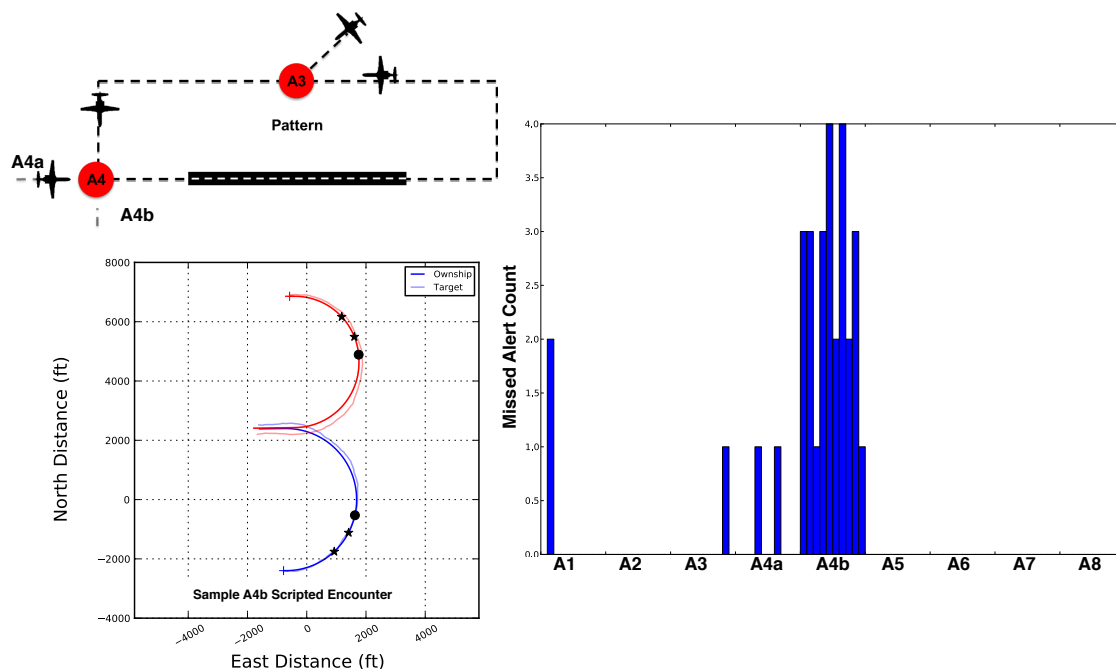 A3
Pattern
A4a
A4
A4b
8000
6000
4000
2000
0
−2000
−4000
North Distance (ft)
Ownship
Target
Sample A4b Scripted Encounter
−4000 −2000 0 2000 4000
East Distance (ft)
4.0
3.5
3.0
2.5
2.0
1.5
1.0
0.5
0.0
Missed Alert Count
A1 A2 A3 A4a A4b A5 A6 A7 A8